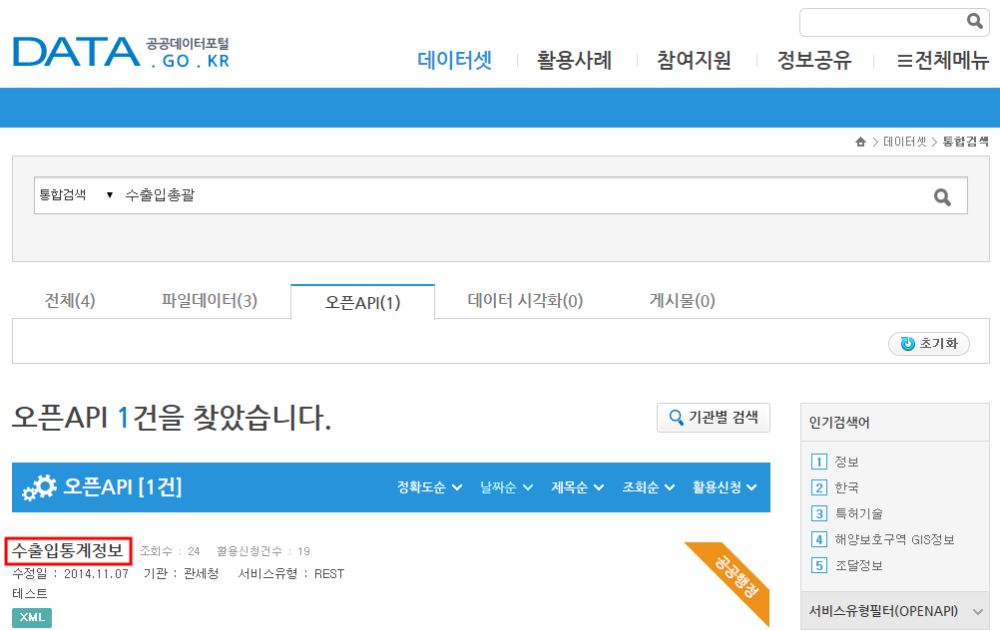 DATA 공공데이터포털
.GO.KR
데이터셋 활용사례 참여지원 정보공유 전체메뉴
> 데이터셋 > 통합검색
통합검색 ▼ 수출입총괄
전체(4) 파일데이터(3) 오픈API(1) 데이터 시각화(0) 게시물(0)
초기화
오픈API 1건을 찾았습니다.
기관별 검색
오픈API [1건]
정확도순 날짜순 제목순 조회순 활용신청
수출입통계정보 조회수 : 24 활용신청건수 : 19
수정일 : 2014.11.07 기관 : 관세청 서비스유형 : REST
테스트
XML
공공행정
인기검색어
1 정보
2 한국
3 특허기술
4 해양보호구역 GIS정보
5 조달정보
서비스유형필터(OPENAPI)